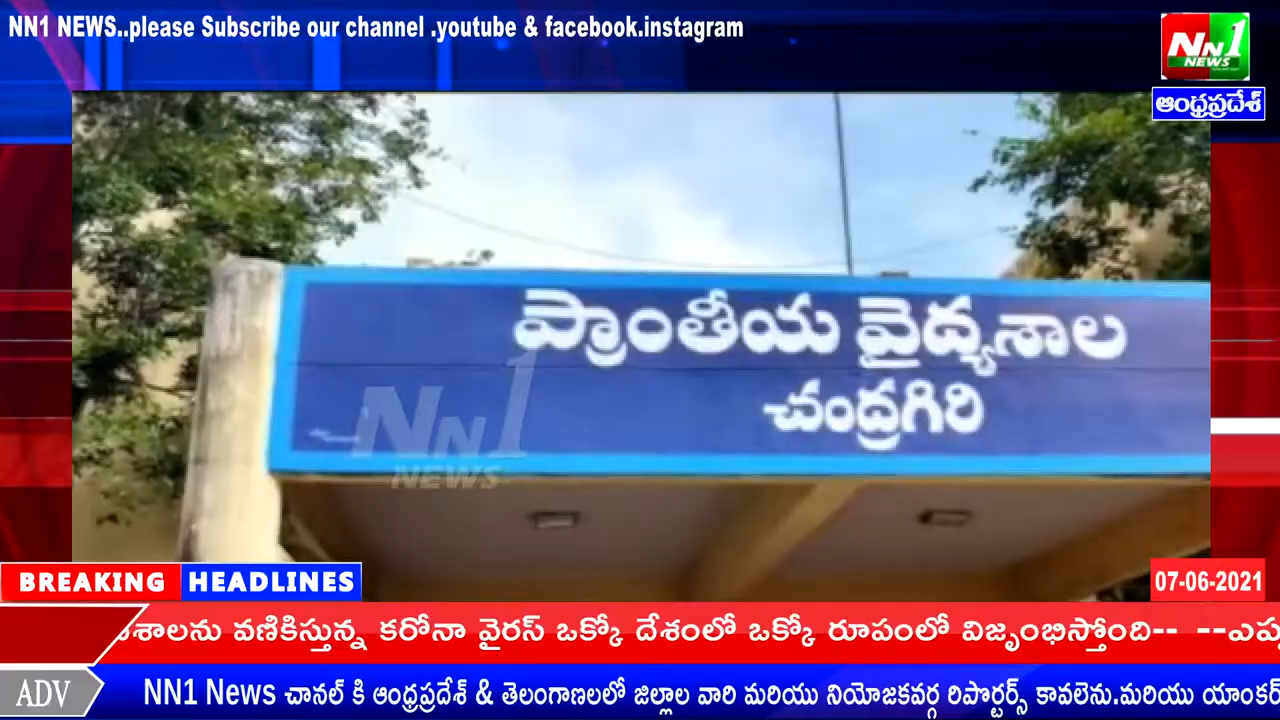 NN1 NEWS..please Subscribe our channel .youtube & facebook.instagram
NN1
NEWS
ఆంధ్రప్రదేశ్
ప్రాంతీయ వైద్యశాల
చంద్రగిరి
NN1
NEWS
BREAKING HEADLINES
07-06-2021
వణికిస్తున్న కరోనా వైరస్ ఒక్కో దేశంలో ఒక్కో రూపంలో విజృంభిస్తోంది-- --
ADV NN1 News చానల్ కి ఆంధ్రప్రదేశ్ & తెలంగాణలలో జిల్లాల వారి మరియు నియోజకవర్గ రిపొర్టర్స్ కావలెను.మరియు